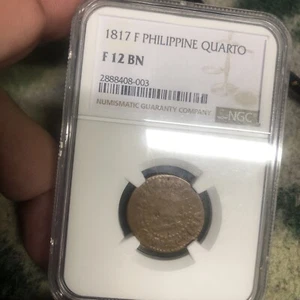 1817 F PHILIPPINE QUARTO
F 12 BN
2888408-003
NUMISMATIC GUARANTY COMPANY
NGC